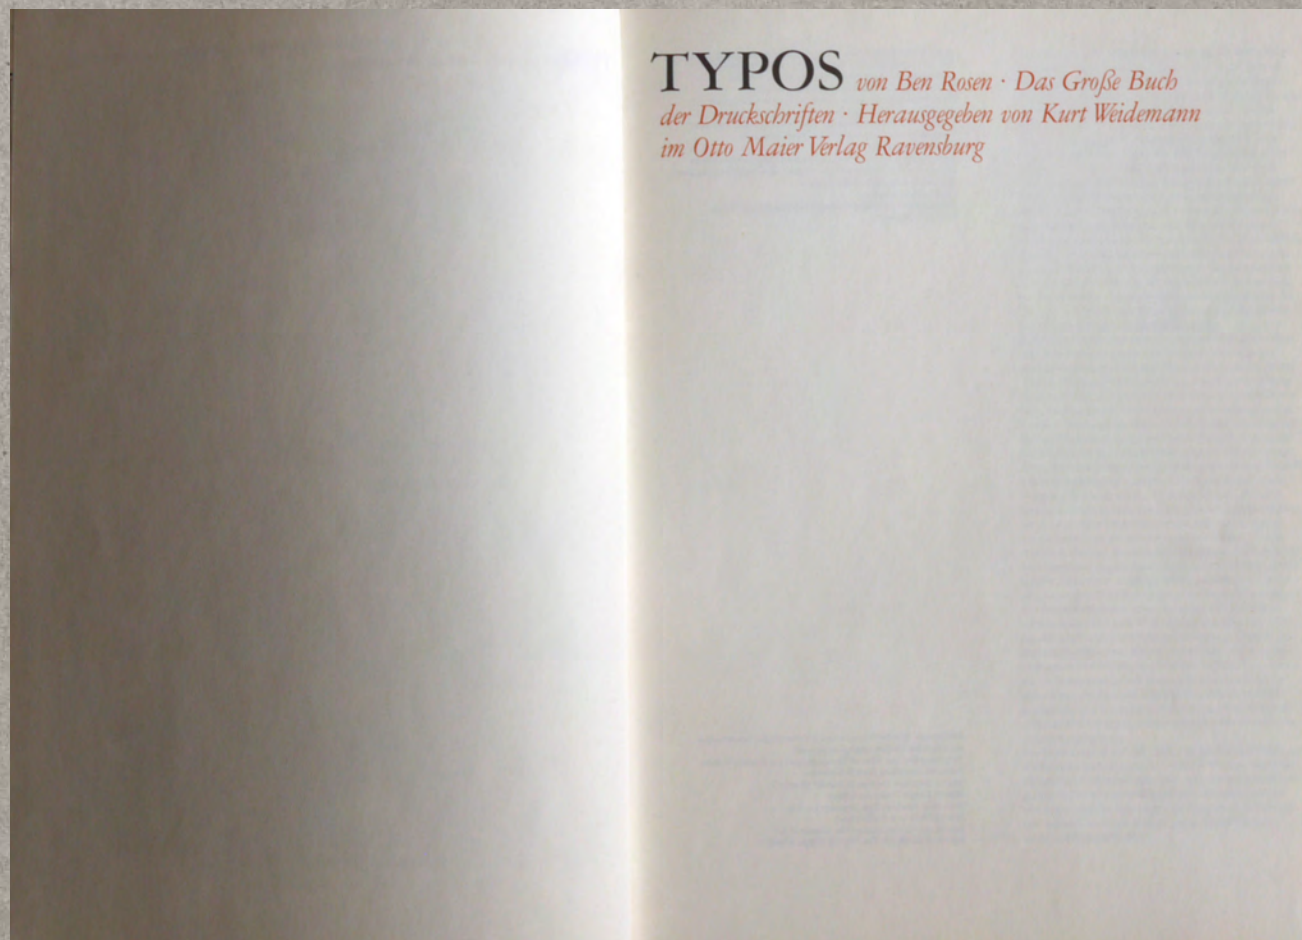 TYPOS von Ben Rosen · Das Große Buch
der Druckschriften · Herausgegeben von Kurt Weidemann
im Otto Maier Verlag Ravensburg